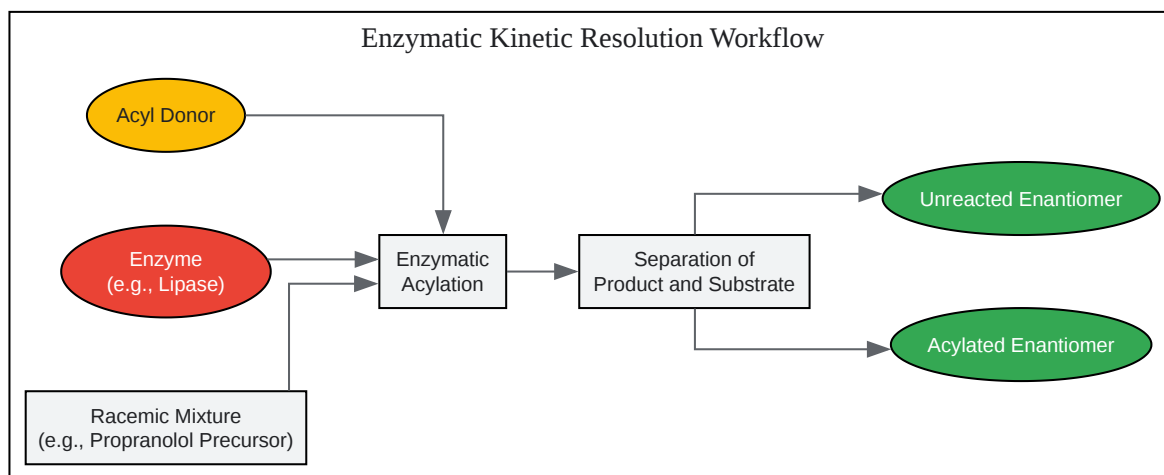 Enzymatic Kinetic Resolution Workflow
Acyl Donor
Enzyme
(e.g., Lipase)
Racemic Mixture
(e.g., Propranolol Precursor)
Enzymatic
Acylation
Separation of
Product and Substrate
Unreacted Enantiomer
Acylated Enantiomer